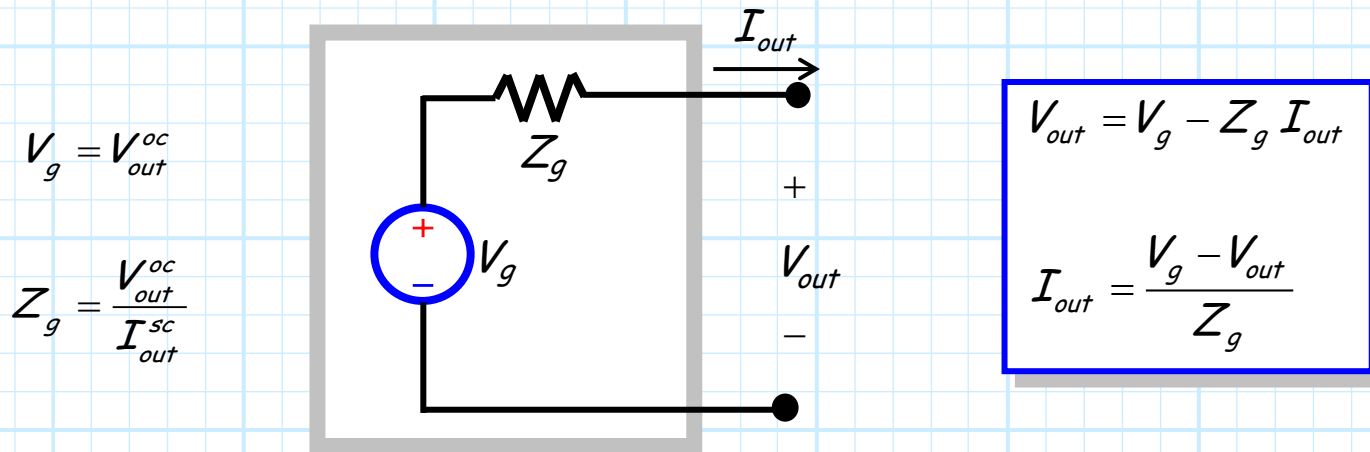 V_g = V_out^oc
Z_g = V_out^oc / I_out^sc
Z_g
+
−
V_g
I_out
+
V_out
−
V_out = V_g − Z_g I_out
I_out = (V_g − V_out) / Z_g